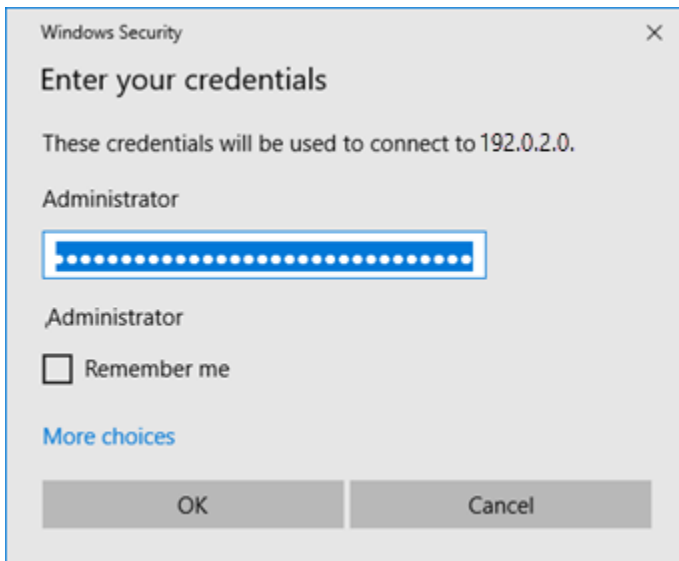 Windows Security
Enter your credentials
These credentials will be used to connect to 192.0.2.0.
Administrator
••••••••••••••••••••••••••••••••
,Administrator
Remember me
More choices
OK
Cancel